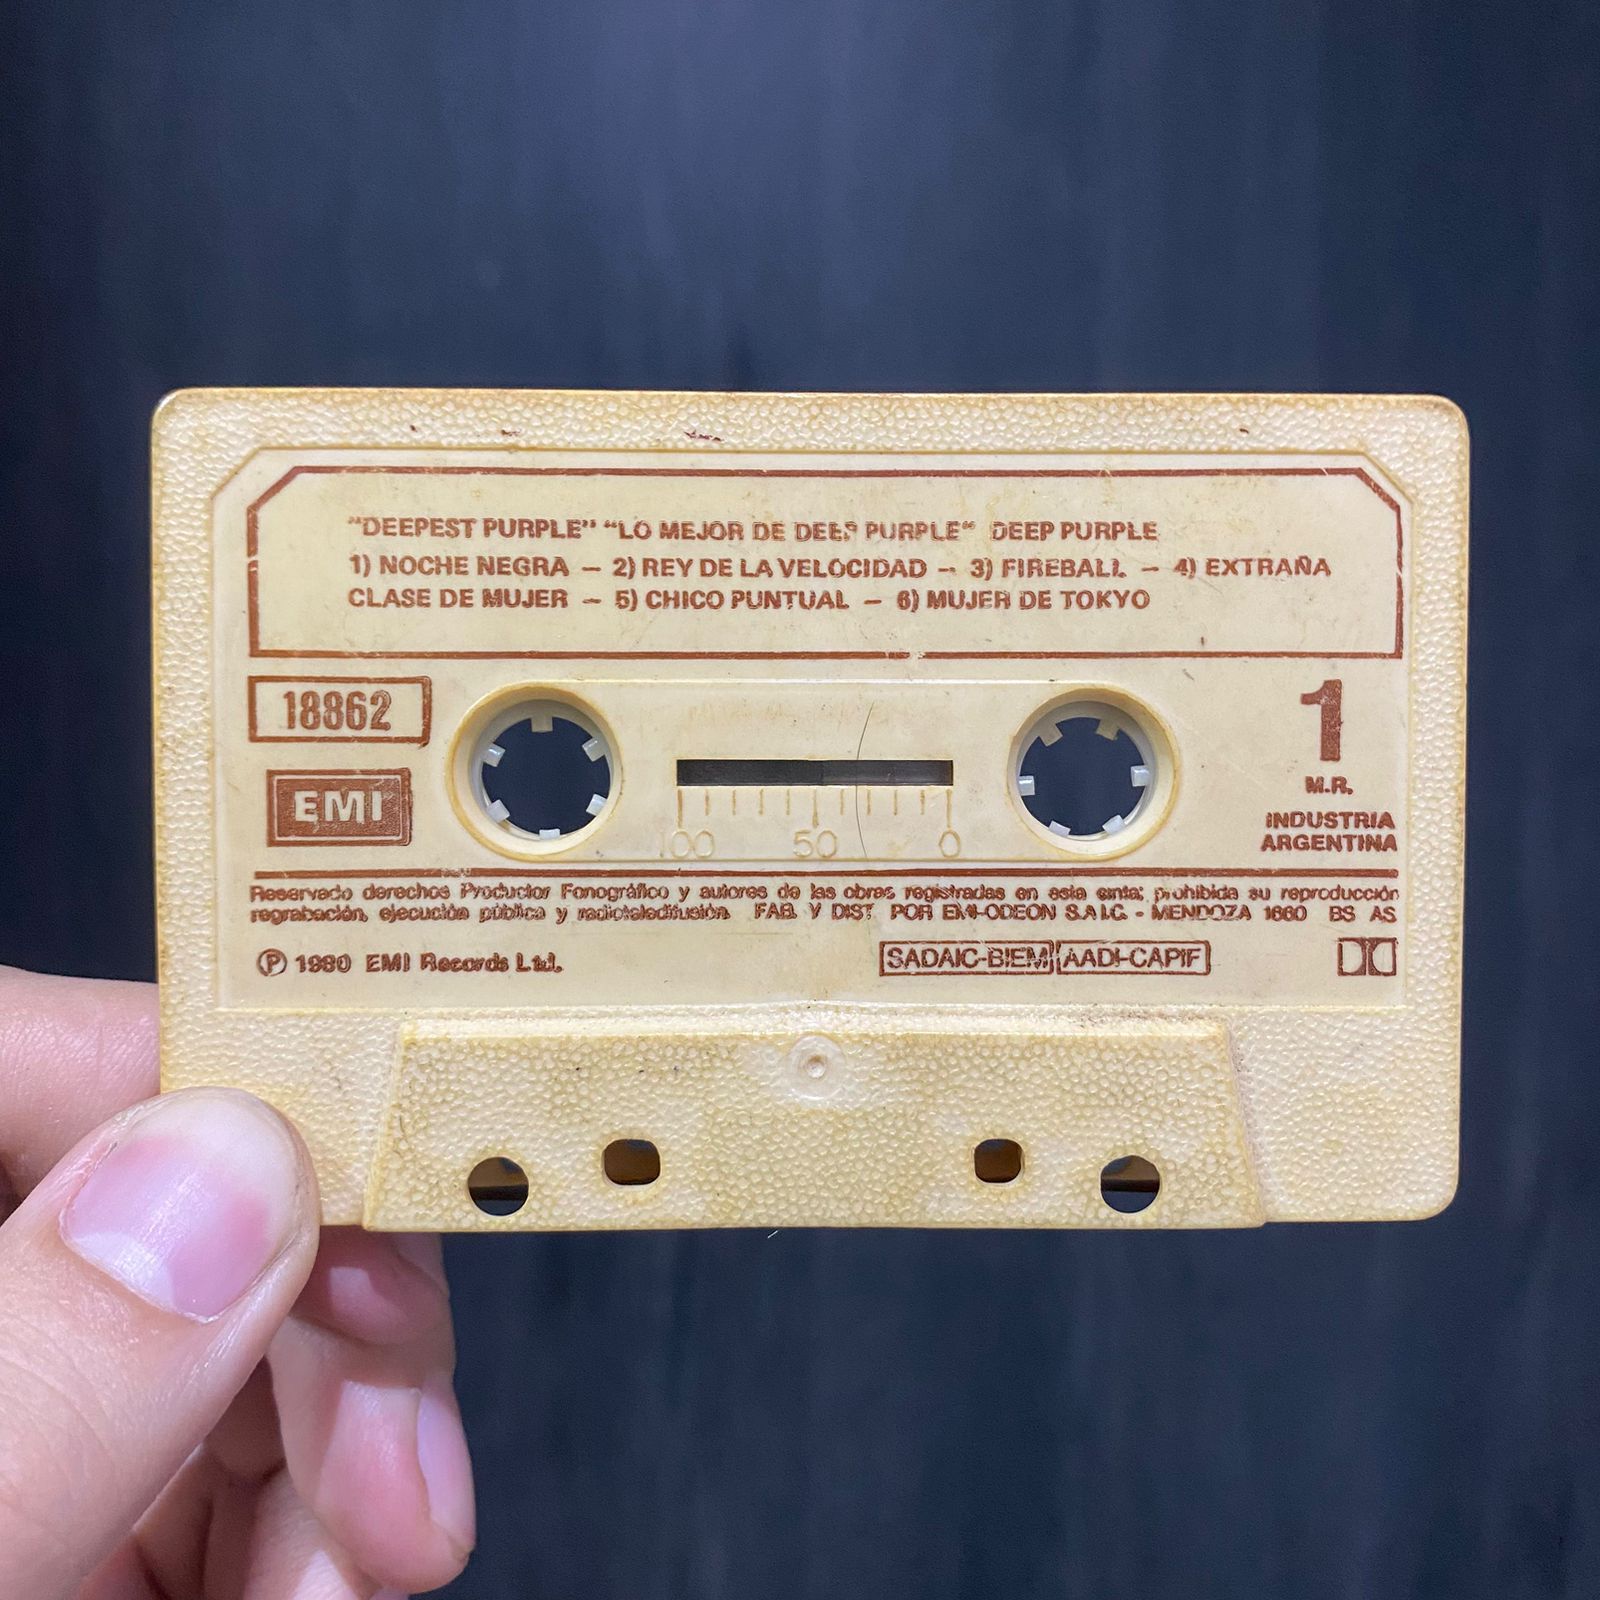 "DEEPEST PURPLE" "LO MEJOR DE DEEP PURPLE" DEEP PURPLE
1) NOCHE NEGRA — 2) REY DE LA VELOCIDAD — 3) FIREBALL — 4) EXTRAÑA
CLASE DE MUJER — 5) CHICO PUNTUAL — 6) MUJER DE TOKYO
18862
1
M.R.
EMI
INDUSTRIA
ARGENTINA
100 50 0
Reservado derechos Productor Fonográfico y autores de las obras registradas en esta cinta; prohibida su reproducción
regrabación, ejecución pública y radioteledifusión FAB. Y DIST POR EMI-ODEON S.A.I.C. - MENDOZA 1660 BS AS
Ⓟ 1980 EMI Records Ltd.
SADAIC-BIEM AADI-CAPIF